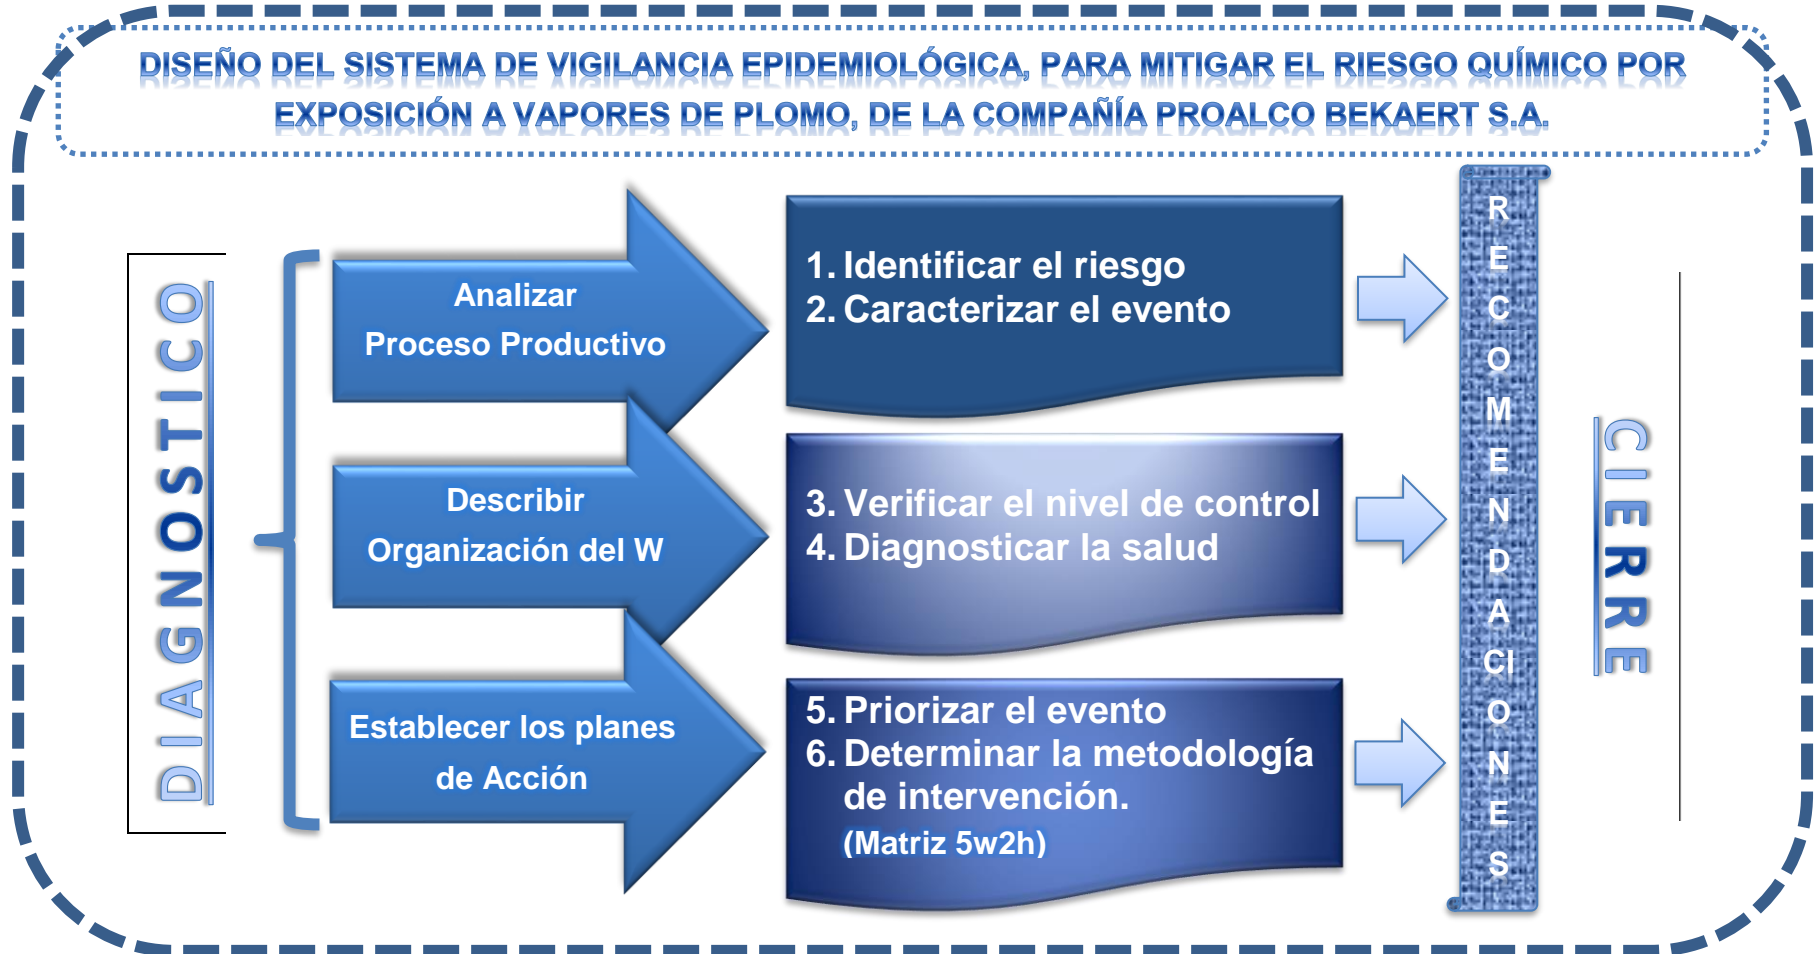 DISEÑO DEL SISTEMA DE VIGILANCIA EPIDEMIOLÓGICA, PARA MITIGAR EL RIESGO QUÍMICO POR
EXPOSICIÓN A VAPORES DE PLOMO, DE LA COMPAÑÍA PROALCO BEKAERT S.A.
DIAGNOSTICO
Analizar
Proceso Productivo
1. Identificar el riesgo
2. Caracterizar el evento
Describir
Organización del W
3. Verificar el nivel de control
4. Diagnosticar la salud
Establecer los planes
de Acción
5. Priorizar el evento
6. Determinar la metodología
de intervención.
(Matriz 5w2h)
RECOMENDACIONES
CIERRE